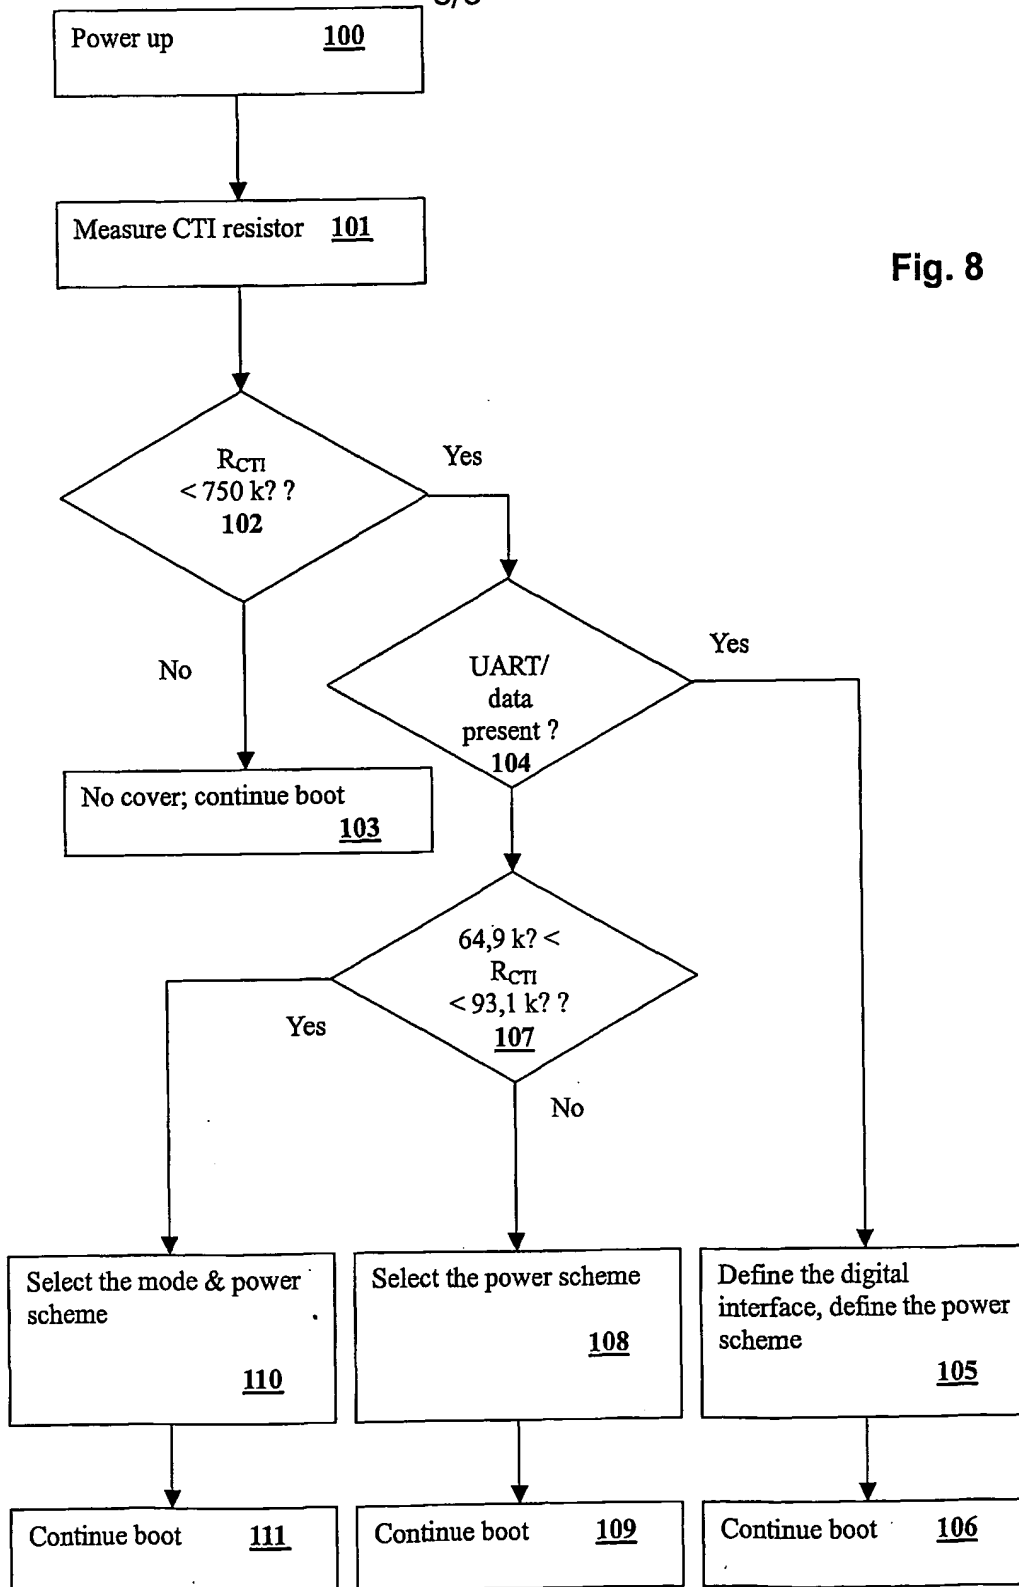 Power up 100
Measure CTI resistor 101
Fig. 8
RCTI
< 750 k? ?
102
Yes
No
UART/
data
present ?
104
Yes
No cover; continue boot
103
64,9 k? <
RCTI
< 93,1 k? ?
107
Yes
No
Select the mode & power
scheme
110
Select the power scheme
108
Define the digital
interface, define the power
scheme
105
Continue boot 111
Continue boot 109
Continue boot 106